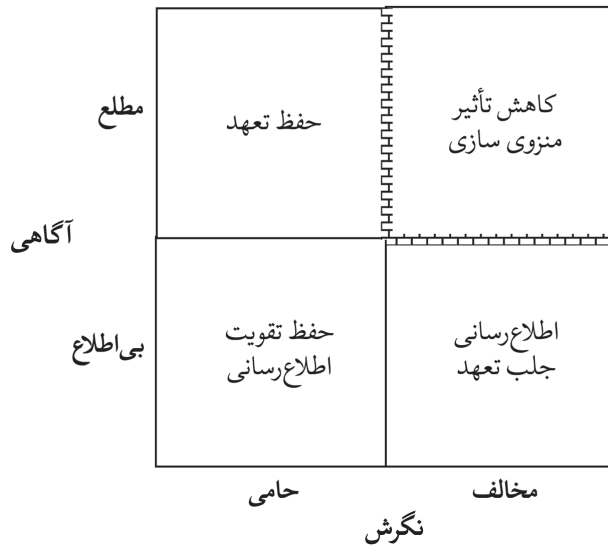 مطلع
حفظ تعهد
کاهش تأثیر
منزوی سازی
آگاهی
بی‌اطلاع
حفظ تقویت
اطلاع‌رسانی
اطلاع‌رسانی
جلب تعهد
حامی
مخالف
نگرش